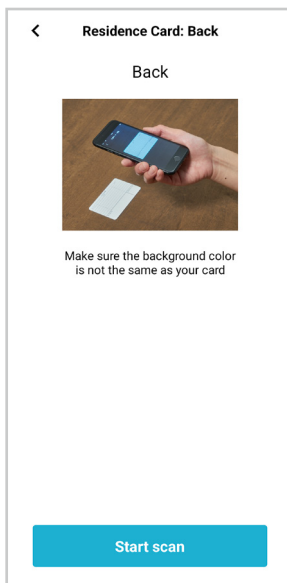 Residence Card: Back
Back
Make sure the background color
is not the same as your card
Start scan